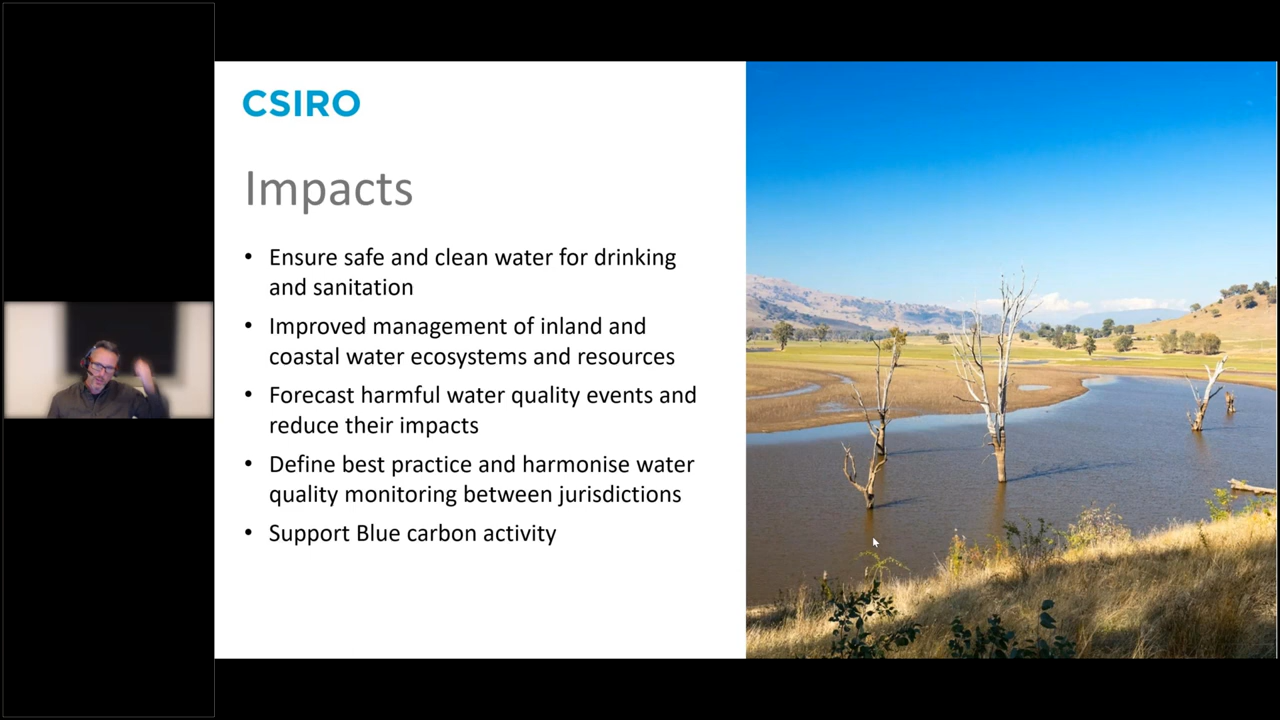 CSIRO
Impacts
• Ensure safe and clean water for drinking
and sanitation
• Improved management of inland and
coastal water ecosystems and resources
• Forecast harmful water quality events and
reduce their impacts
• Define best practice and harmonise water
quality monitoring between jurisdictions
• Support Blue carbon activity